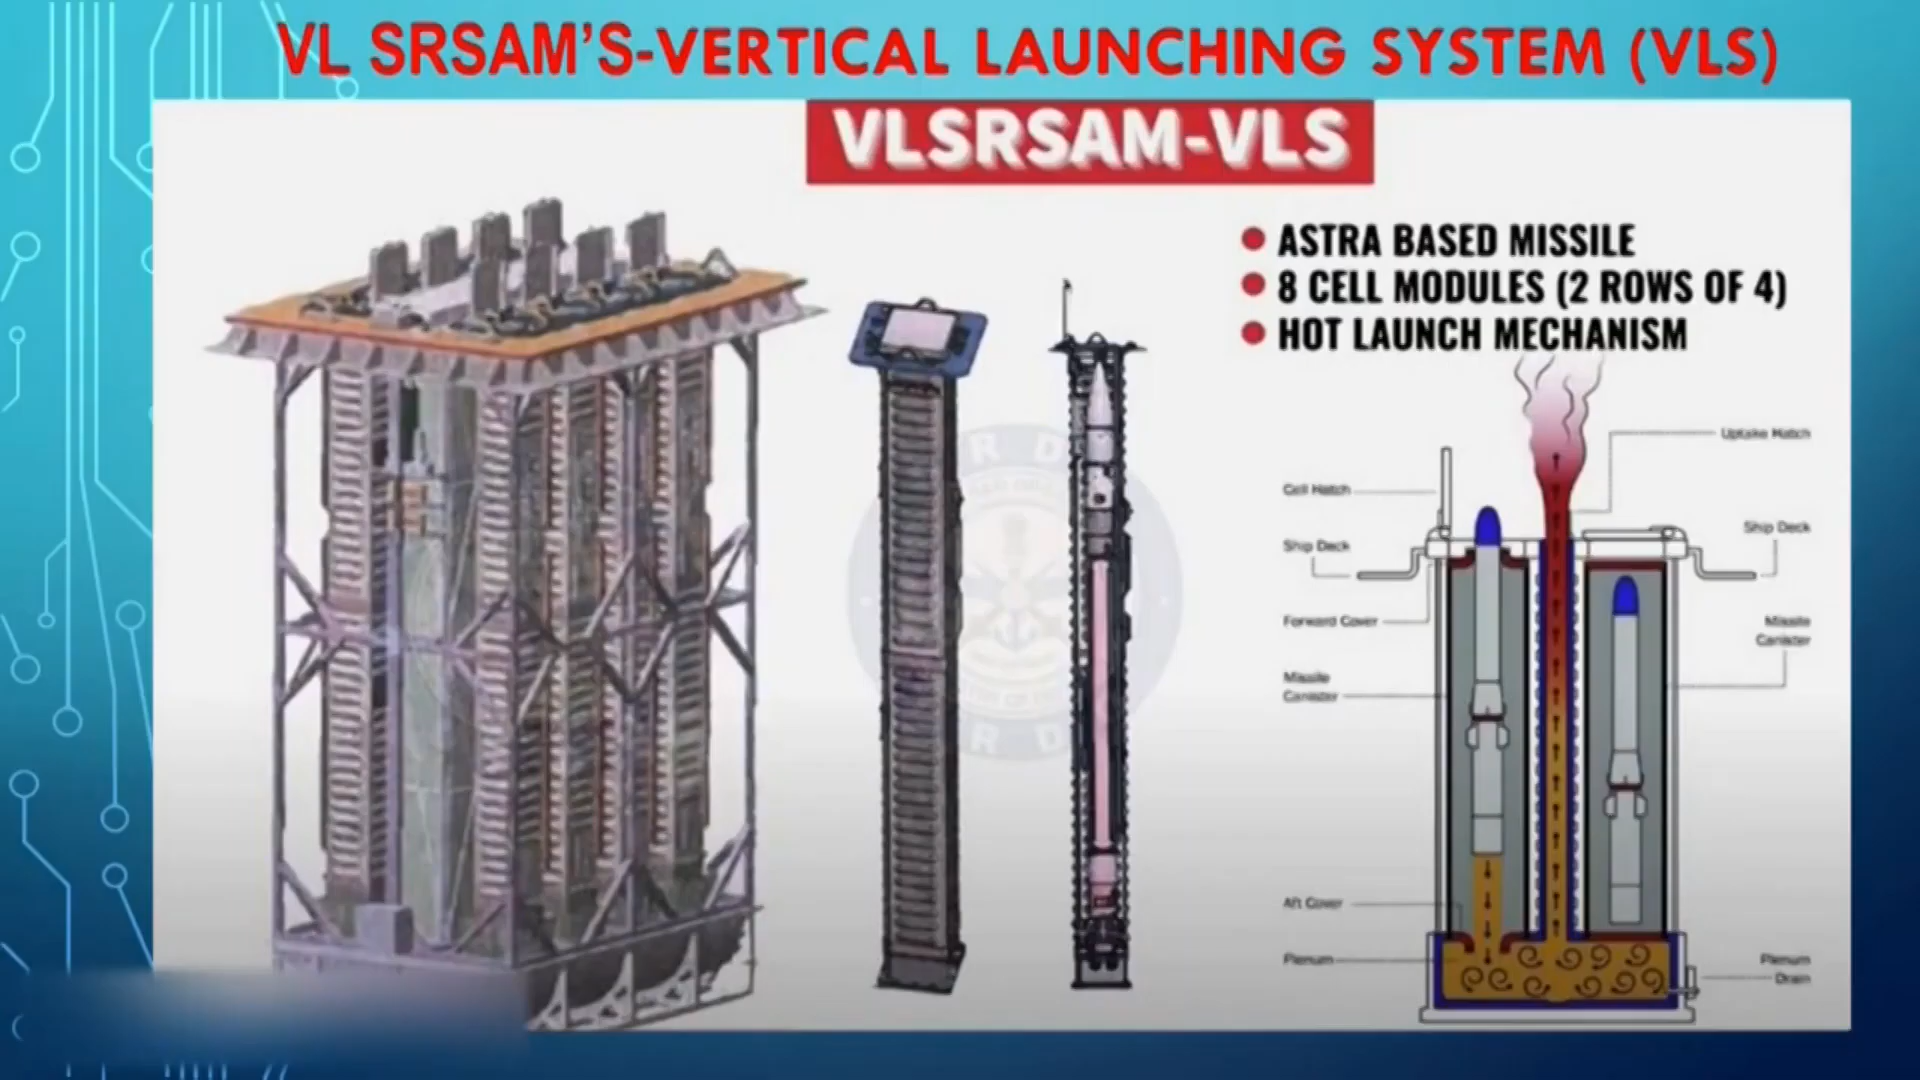 VL SRSAM'S-VERTICAL LAUNCHING SYSTEM (VLS)
VLSRSAM-VLS
ASTRA BASED MISSILE
8 CELL MODULES (2 ROWS OF 4)
HOT LAUNCH MECHANISM
Uptake Hatch
Cell Hatch
Ship Deck
Ship Deck
Forward Cover
Missile
Canister
Missile
Canister
Aft Cover
Plenum
Plenum
Drain